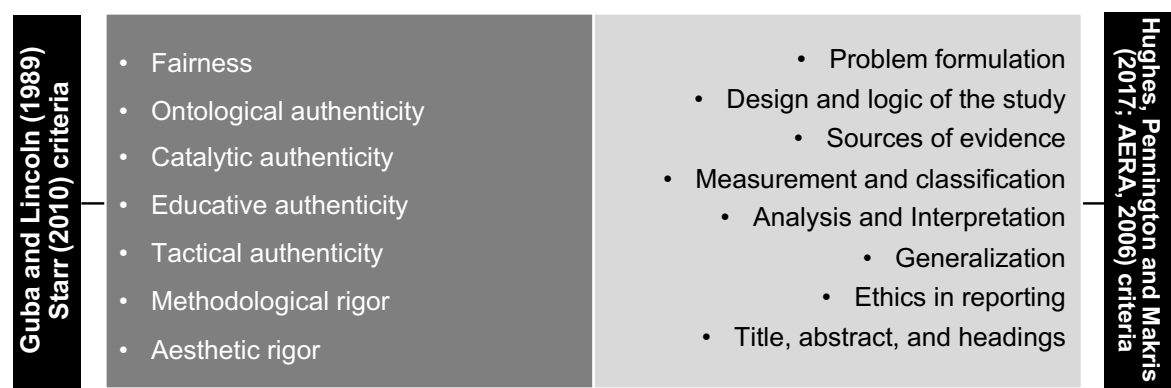 Guba and Lincoln (1989)
Starr (2010) criteria
• Fairness
• Ontological authenticity
• Catalytic authenticity
• Educative authenticity
• Tactical authenticity
• Methodological rigor
• Aesthetic rigor
• Problem formulation
• Design and logic of the study
• Sources of evidence
• Measurement and classification
• Analysis and Interpretation
• Generalization
• Ethics in reporting
• Title, abstract, and headings
Hughes, Pennington and Makris
(2017; AERA, 2006) criteria